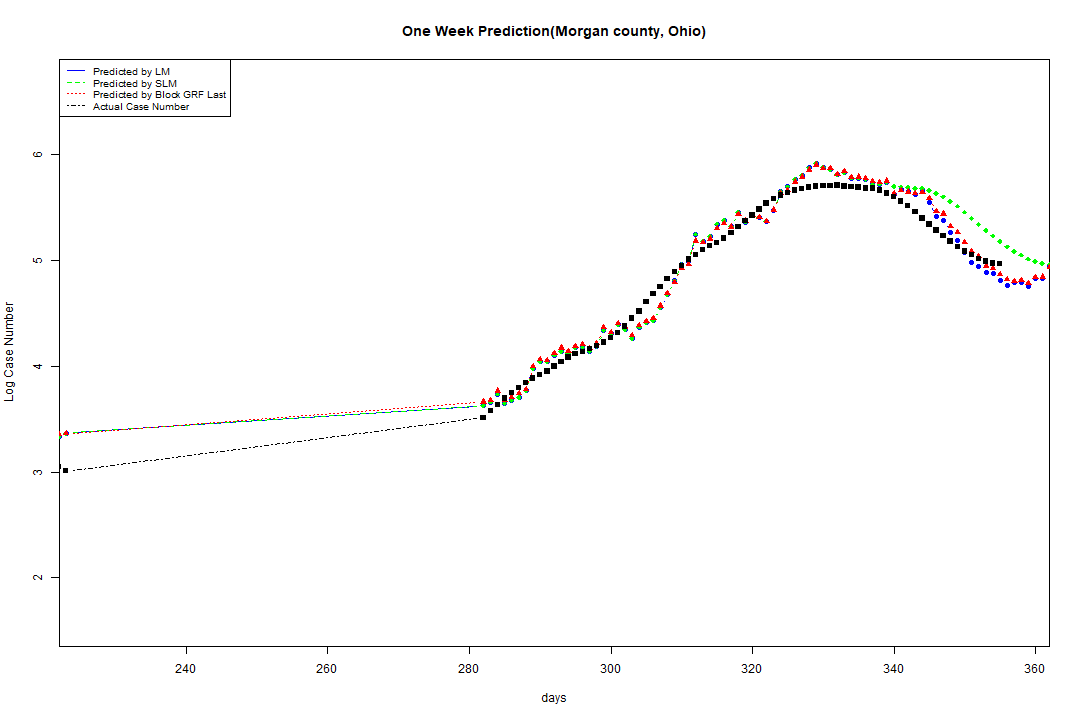 One Week Prediction(Morgan county, Ohio)
Predicted by LM
Predicted by SLM
Predicted by Block GRF Last
Actual Case Number
6
5
4
3
2
Log Case Number
240 260 280 300 320 340 360
days